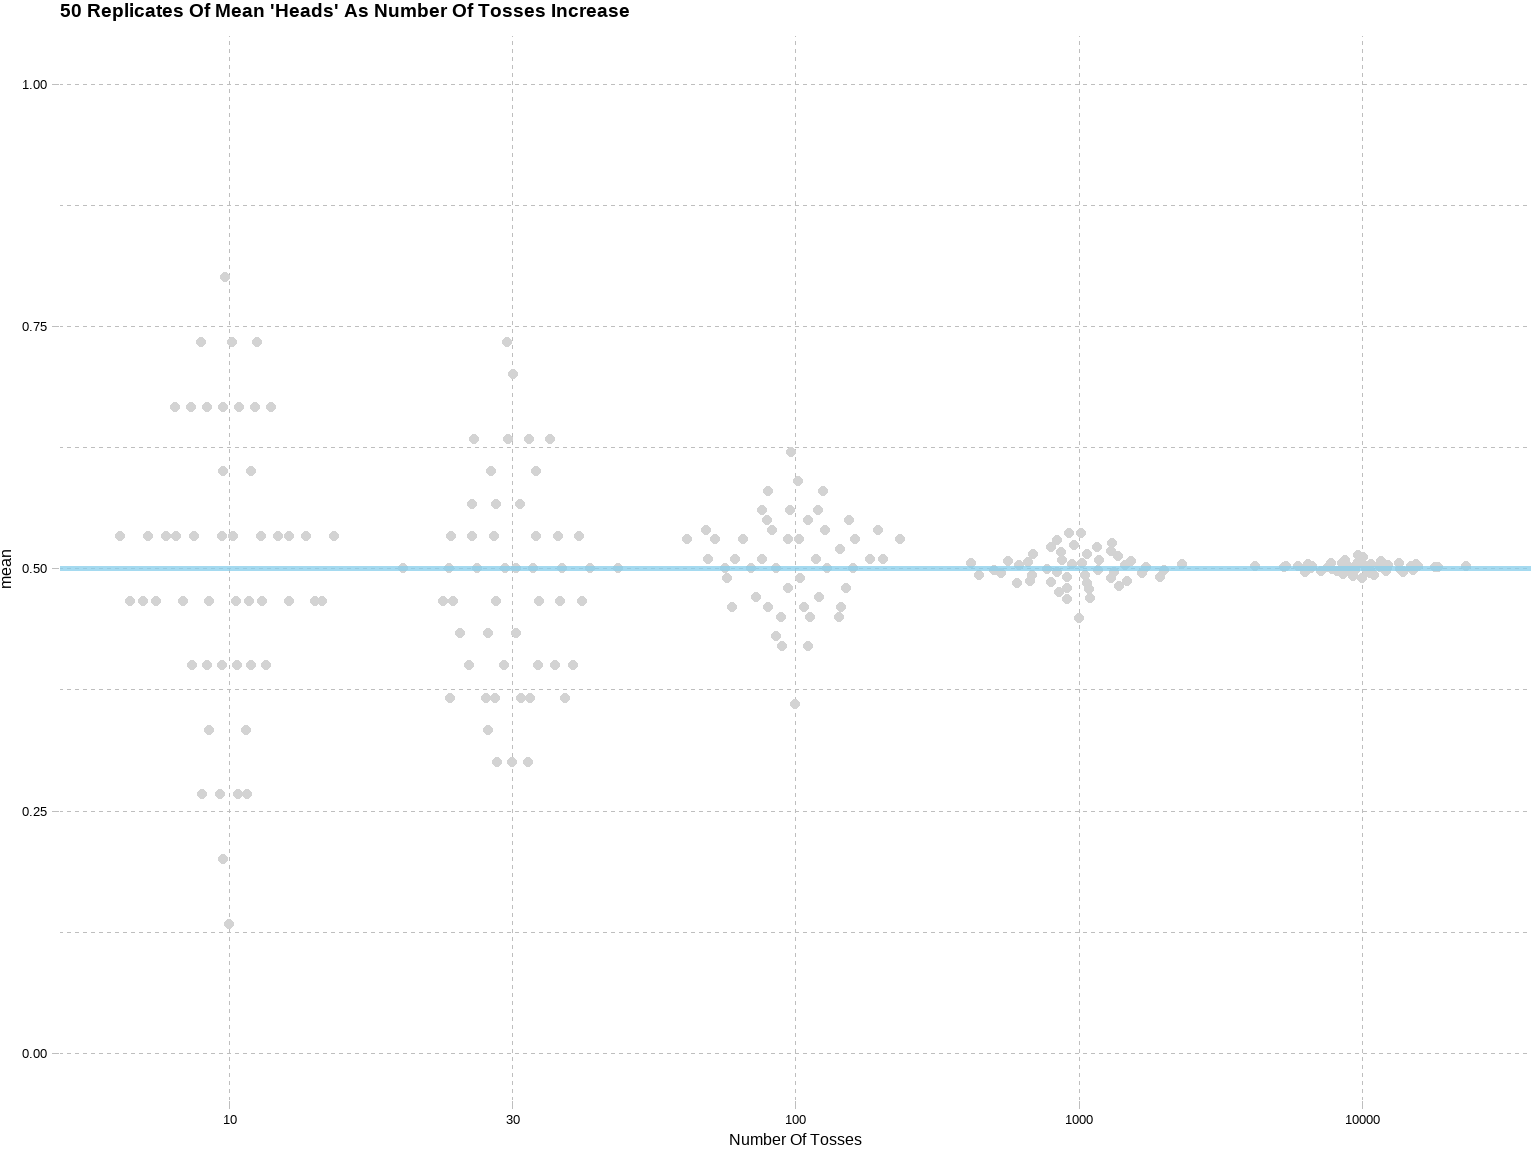 50 Replicates Of Mean 'Heads' As Number Of Tosses Increase
1.00
0.75
0.50
0.25
0.00
mean
10 30 100 1000 10000
Number Of Tosses